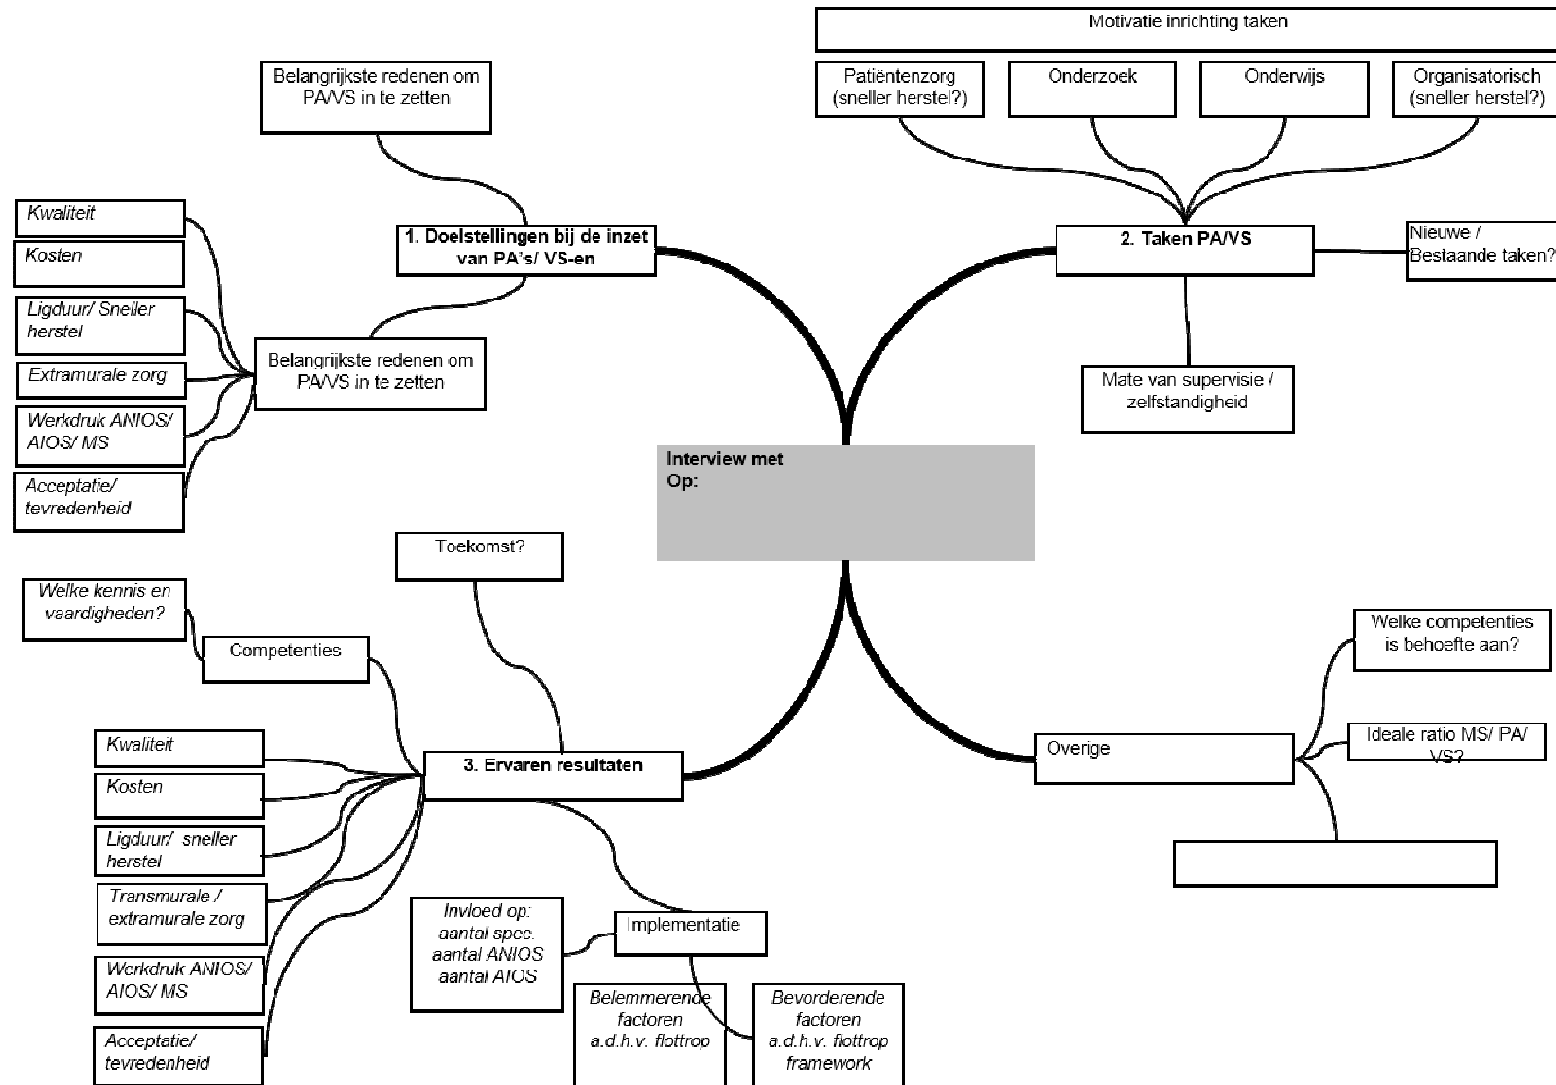 Motivatie inrichting taken
Belangrijkste redenen om
PA/VS in te zetten
Patiëntenzorg
(sneller herstel?)
Onderzoek
Onderwijs
Organisatorisch
(sneller herstel?)
Kwaliteit
Kosten
Ligduur/ Sneller
herstel
Extramurale zorg
Werkdruk ANIOS/
AIOS/ MS
Acceptatie/
tevredenheid
1. Doelstellingen bij de inzet
van PA's/ VS-en
Belangrijkste redenen om
PA/VS in te zetten
2. Taken PA/VS
Nieuwe /
Bestaande taken?
Mate van supervisie /
zelfstandigheid
Interview met
Op:
Toekomst?
Welke kennis en
vaardigheden?
Competenties
Kwaliteit
Kosten
Ligduur/ sneller
herstel
Transmurale /
extramurale zorg
Werkdruk ANIOS/
AIOS/ MS
Acceptatie/
tevredenheid
3. Ervaren resultaten
Invloed op:
aantal spec.
aantal ANIOS
aantal AIOS
Implementatie
Belemmerende
factoren
a.d.h.v. flottrop
Bevorderende
factoren
a.d.h.v. flottrop
framework
Overige
Welke competenties
is behoefte aan?
Ideale ratio MS/ PA/
VS?